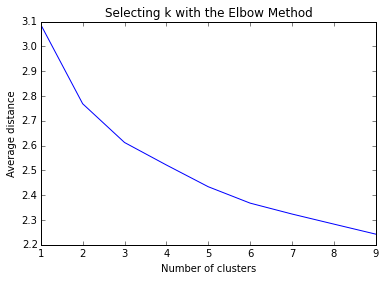 Selecting k with the Elbow Method
3.1
3.0
2.9
2.8
2.7
2.6
2.5
2.4
2.3
2.2
Average distance
1 2 3 4 5 6 7 8 9
Number of clusters